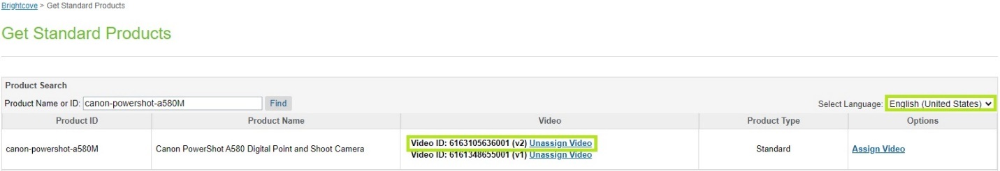 Brightcove > Get Standard Products
Get Standard Products
Product Search
Product Name or ID: canon-powershot-a580M Find Select Language: English (United States)
Product ID Product Name Video Product Type Options
canon-powershot-a580M Canon PowerShot A580 Digital Point and Shoot Camera Video ID: 6163105636001 (v2) Unassign Video Standard Assign Video
Video ID: 6161348655001 (v1) Unassign Video